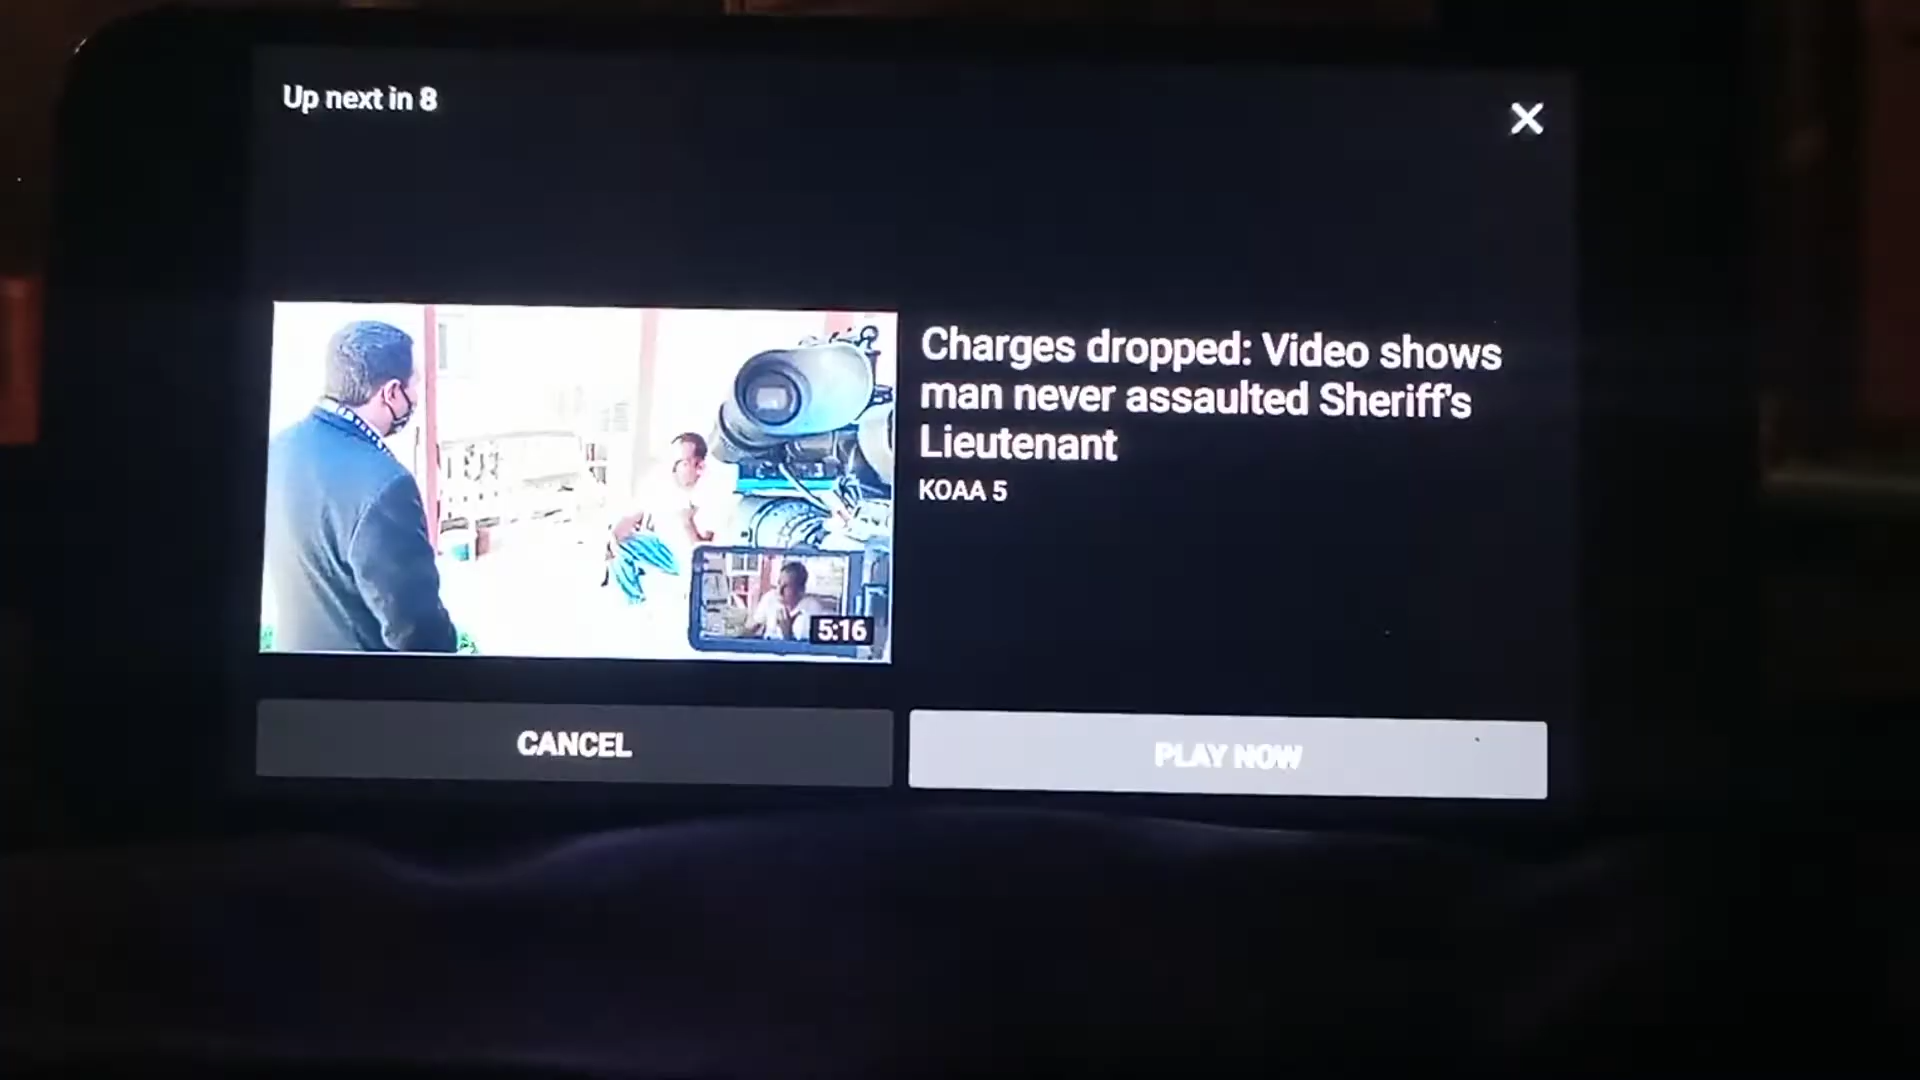 Up next in 8
Charges dropped: Video shows
man never assaulted Sheriff's
Lieutenant
KOAA 5
5:16
CANCEL
PLAY NOW